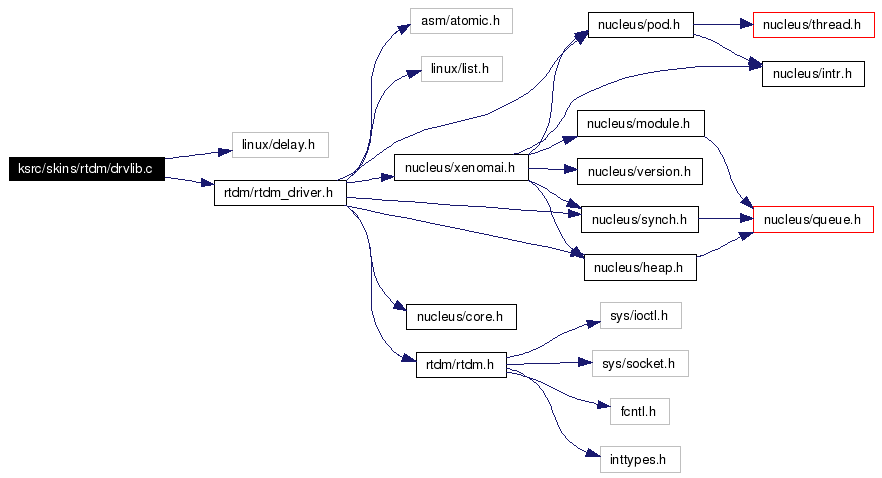 asm/atomic.h
nucleus/pod.h
nucleus/thread.h
linux/list.h
nucleus/intr.h
nucleus/module.h
linux/delay.h
ksrc/skins/rtdm/drvlib.c
nucleus/xenomai.h
nucleus/version.h
rtdm/rtdm_driver.h
nucleus/synch.h
nucleus/queue.h
nucleus/heap.h
nucleus/core.h
sys/ioctl.h
rtdm/rtdm.h
sys/socket.h
fcntl.h
inttypes.h